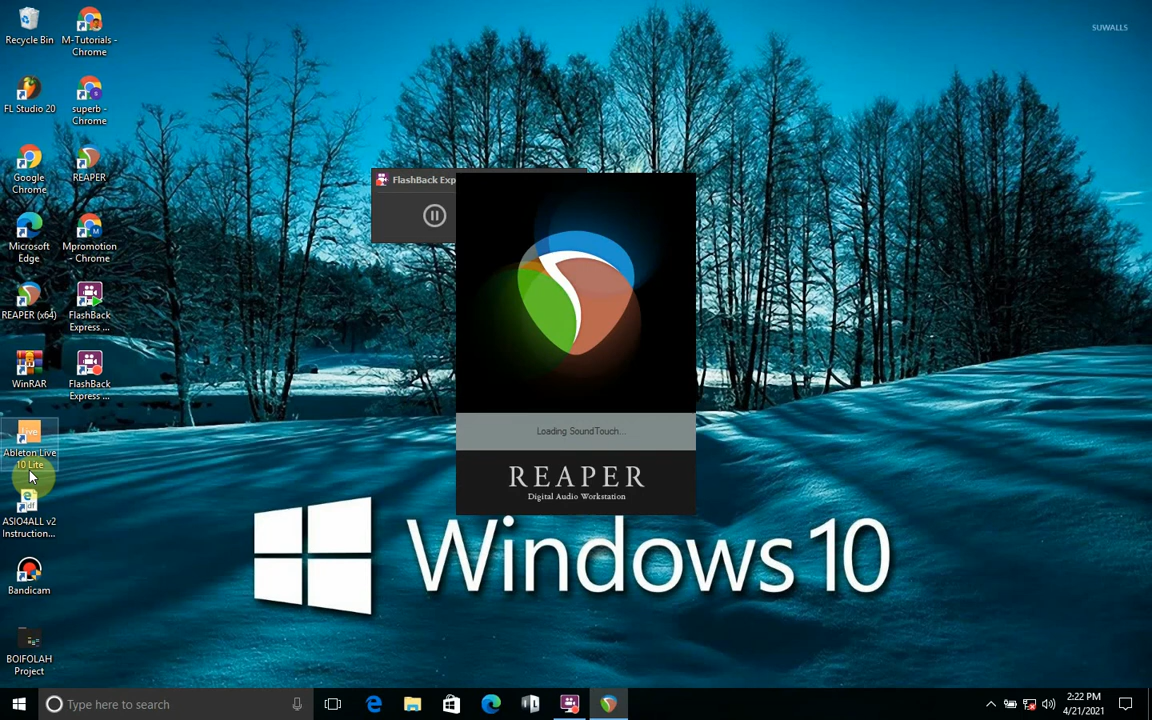 SUWALLS
Recycle Bin
M-Tutorials -
Chrome
FL Studio 20
superb -
Chrome
Google
Chrome
REAPER
Microsoft
Edge
Mpromotion
- Chrome
REAPER (x64)
FlashBack
Express ...
WinRAR
FlashBack
Express ...
Live
Ableton Live
10 Lite
ASIO4ALL v2
Instruction...
Bandicam
BOIFOLAH
Project
FlashBack Exp
Loading SoundTouch...
REAPER
Digital Audio Workstation
Windows 10
Type here to search
2:22 PM
4/21/2021